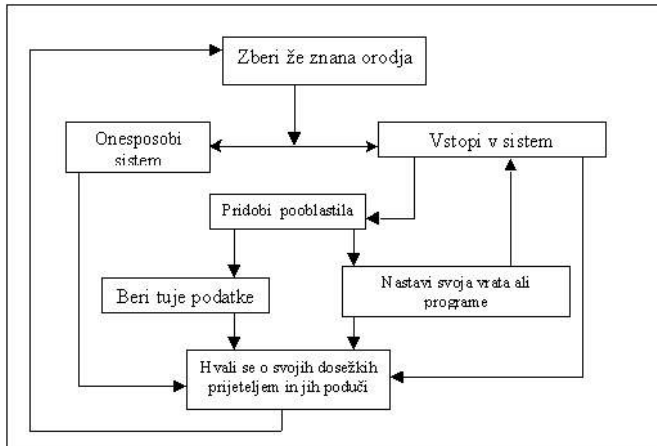 Zberi že znana orodja
Onesposobi
sistem
Vstopi v sistem
Pridobi pooblastila
Beri tuje podatke
Nastavi svoja vrata ali
programe
Hvali se o svojih dosežkih
prijeteljem in jih poduči